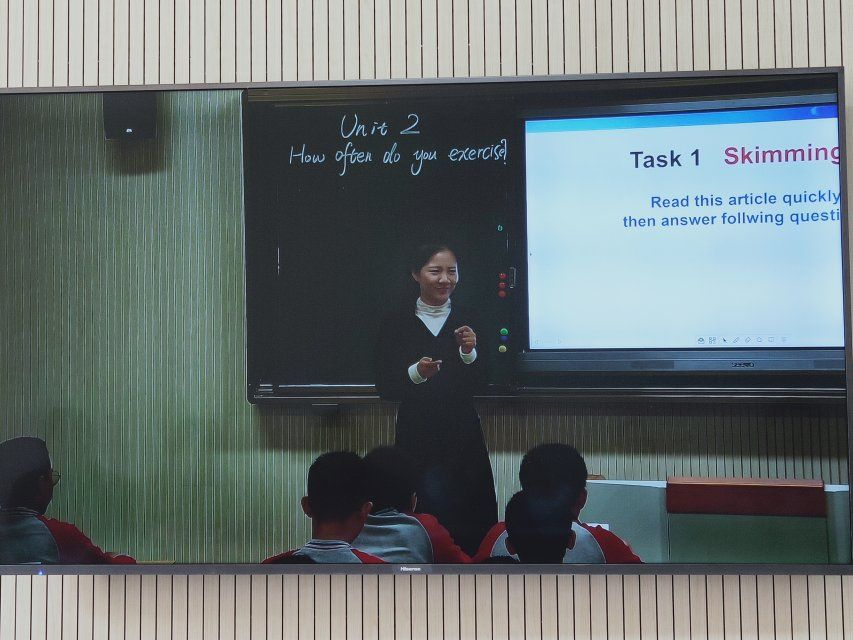 Unit 2
How often do you exercise?
Task 1 Skimming
Read this article quickly
then answer follwing questi
seewo
Hisense